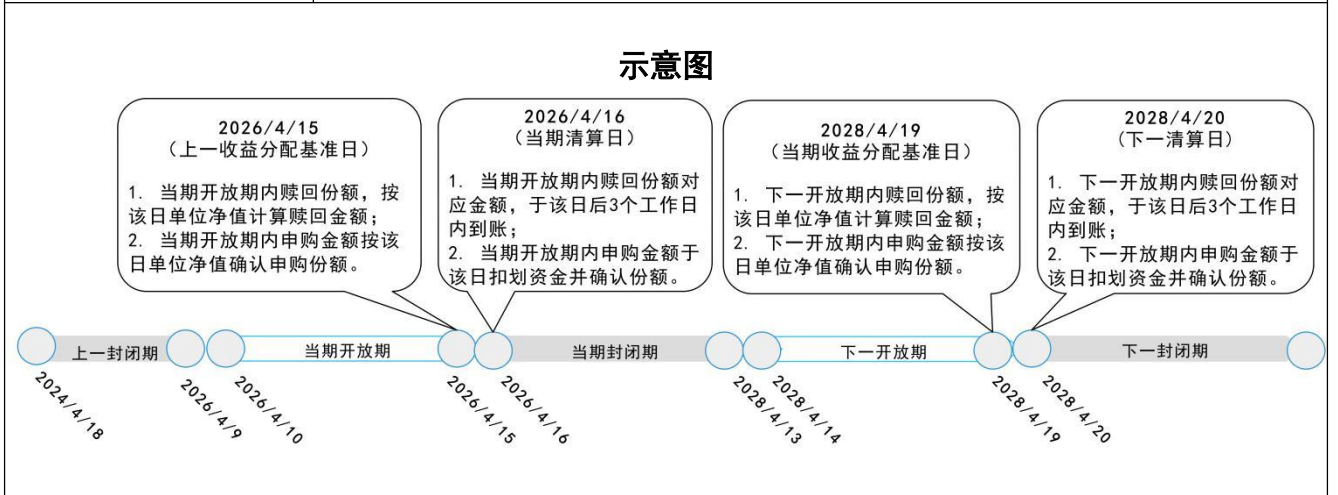 示意图
2026/4/15
（上一收益分配基准日）
1. 当期开放期内赎回份额，按
该日单位净值计算赎回金额；
2. 当期开放期内申购金额按该
日单位净值确认申购份额。
2026/4/16
（当期清算日）
1. 当期开放期内赎回份额对
应金额，于该日后3个工作日
内到账；
2. 当期开放期内申购金额于
该日扣划资金并确认份额。
2028/4/19
（当期收益分配基准日）
1. 下一开放期内赎回份额，按
该日单位净值计算赎回金额；
2. 下一开放期内申购金额按该
日单位净值确认申购份额。
2028/4/20
（下一清算日）
1. 下一开放期内赎回份额对
应金额，于该日后3个工作日
内到账；
2. 下一开放期内申购金额于
该日扣划资金并确认份额。
上一封闭期
当期开放期
当期封闭期
下一开放期
下一封闭期
2024/4/18
2026/4/9
2026/4/10
2026/4/15
2026/4/16
2028/4/13
2028/4/14
2028/4/19
2028/4/20